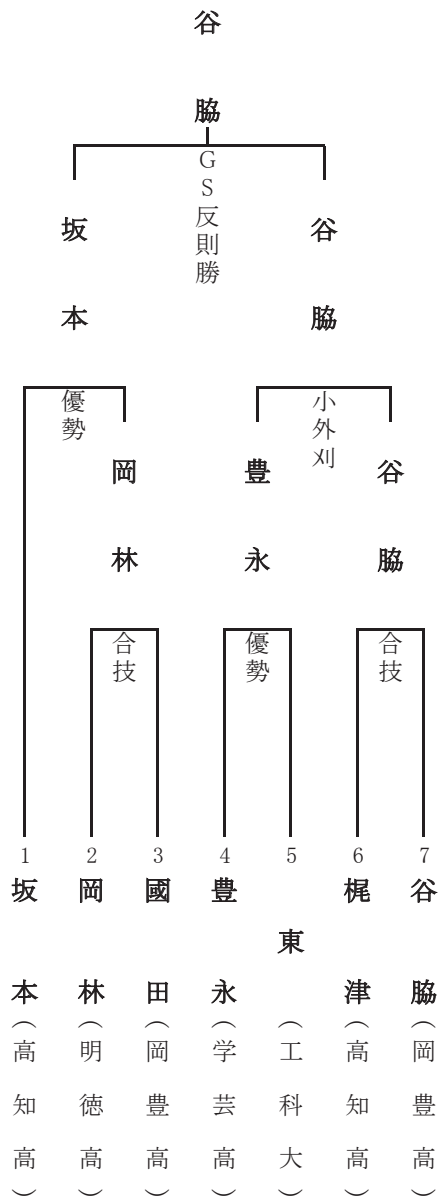 谷脇
GS反則勝
坂本
谷脇
優勢
小外刈
岡林
豊永
谷脇
合技
優勢
合技
1 坂本（高知高）
2 岡林（明徳高）
3 國田（岡豊高）
4 豊永（学芸高）
5 東（工科大）
6 梶津（高知高）
7 谷脇（岡豊高）